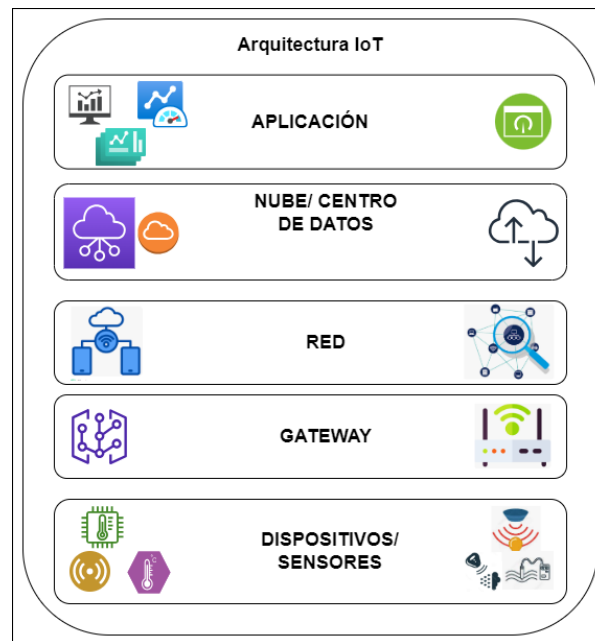 Arquitectura IoT
APLICACIÓN
NUBE/ CENTRO
DE DATOS
RED
GATEWAY
DISPOSITIVOS/
SENSORES